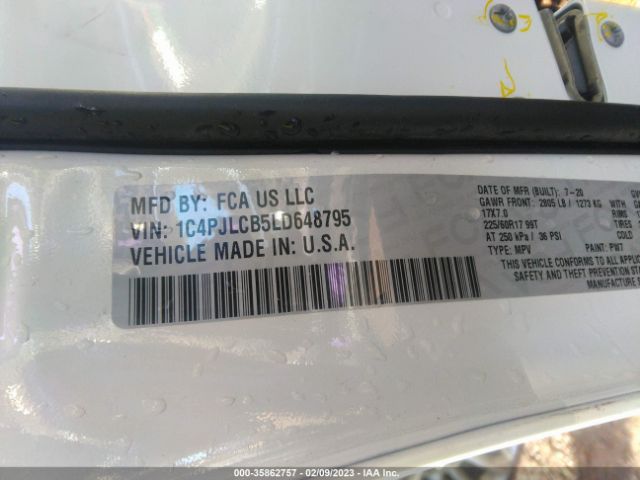 MFD BY: FCA US LLC
VIN: 1C4PJLCB5LD648795
VEHICLE MADE IN: U.S.A.
DATE OF MFR (BUILT): 7-20
GAWR FRONT: 2805 LB / 1273 KG WITH
17X7.0 RIMS
225/60R17 99T TIRES
AT 250 kPa / 36 PSI COLD
TYPE: MPV PAINT: PW7
THIS VEHICLE CONFORMS TO ALL
SAFETY AND THEFT PREVENTION
MANUFACTURE
000-35862757 - 02/09/2023 - IAA Inc.